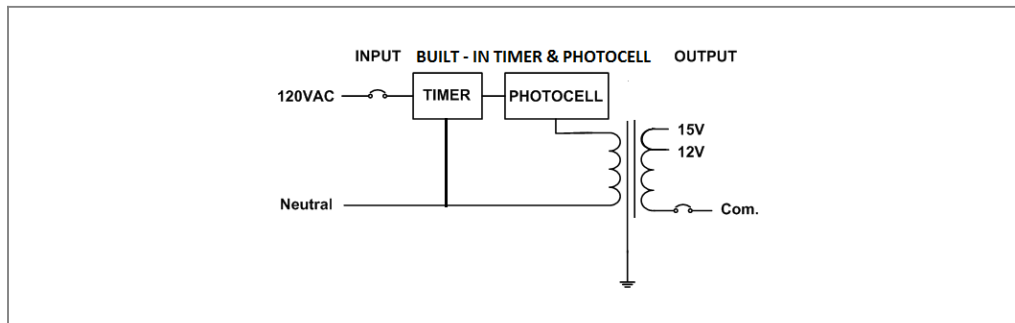 INPUT BUILT - IN TIMER & PHOTOCELL OUTPUT
120VAC TIMER PHOTOCELL
15V
12V
Neutral Com.